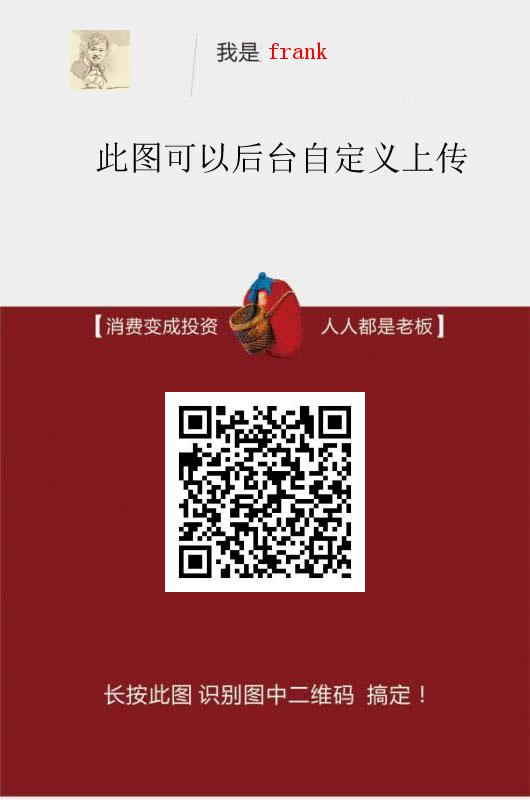 我是 frank
此图可以后台自定义上传
【消费变成投资 人人都是老板】
长按此图 识别图中二维码 搞定！